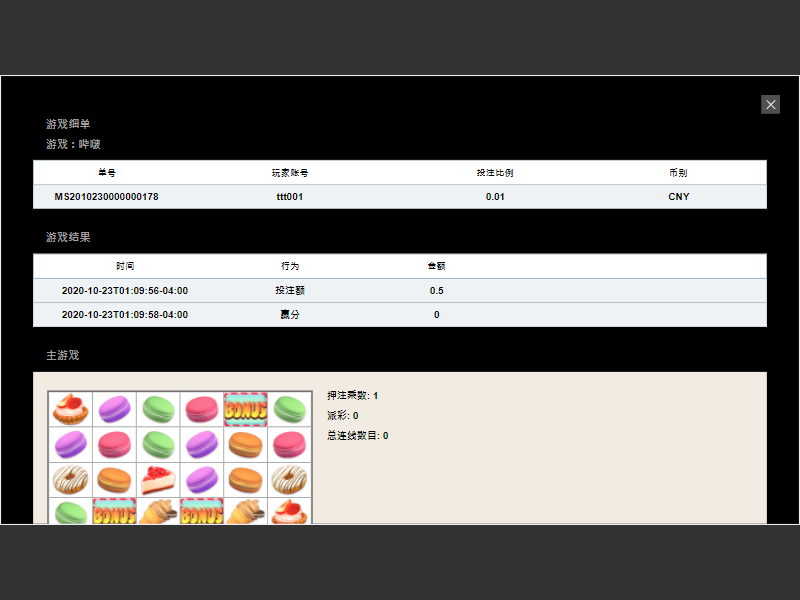 游戏细单
游戏：哔啵
单号 玩家账号 投注比例 币别
MS2010230000000178 ttt001 0.01 CNY
游戏结果
时间 行为 金额
2020-10-23T01:09:56-04:00 投注额 0.5
2020-10-23T01:09:58-04:00 赢分 0
主游戏
BONUS
押注乘数: 1
派彩: 0
总连线数目: 0
BONUS BONUS